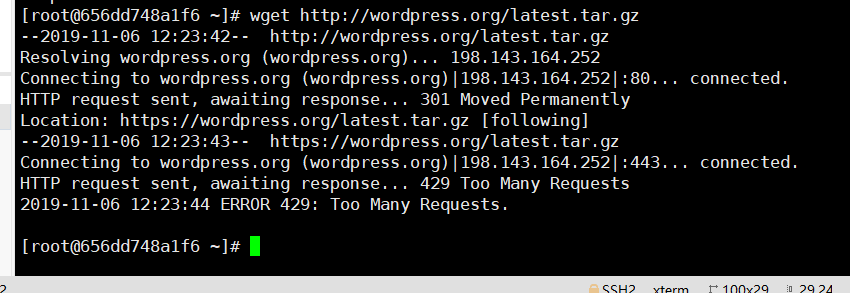 [root@656dd748a1f6 ~]# wget http://wordpress.org/latest.tar.gz
--2019-11-06 12:23:42--  http://wordpress.org/latest.tar.gz
Resolving wordpress.org (wordpress.org)... 198.143.164.252
Connecting to wordpress.org (wordpress.org)|198.143.164.252|:80... connected.
HTTP request sent, awaiting response... 301 Moved Permanently
Location: https://wordpress.org/latest.tar.gz [following]
--2019-11-06 12:23:43--  https://wordpress.org/latest.tar.gz
Connecting to wordpress.org (wordpress.org)|198.143.164.252|:443... connected.
HTTP request sent, awaiting response... 429 Too Many Requests
2019-11-06 12:23:44 ERROR 429: Too Many Requests.
[root@656dd748a1f6 ~]#
2 SSH2 xterm 100x29 29,24